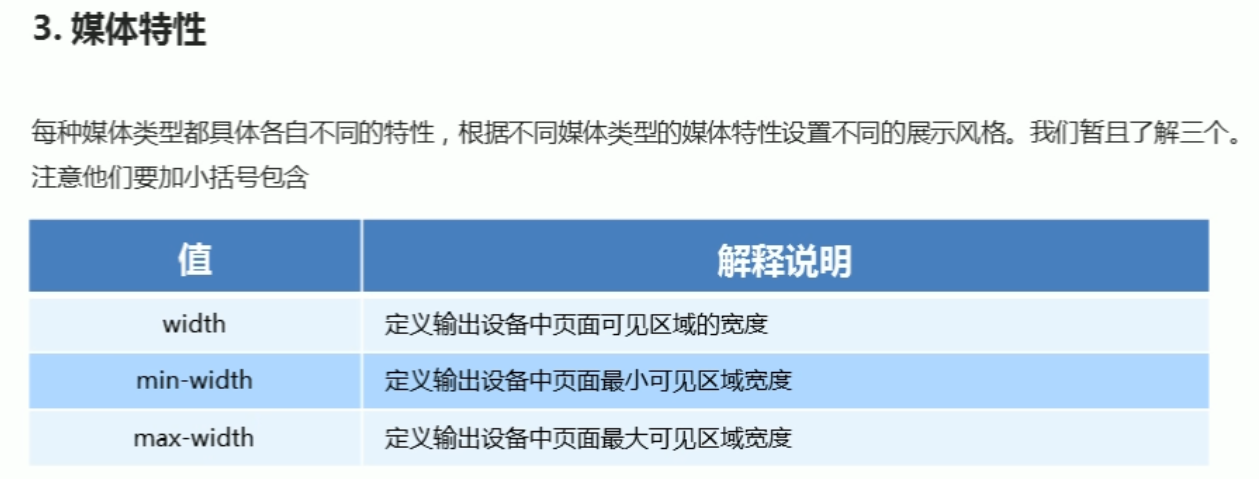 3. 媒体特性
每种媒体类型都具体各自不同的特性，根据不同媒体类型的媒体特性设置不同的展示风格。我们暂且了解三个。
注意他们要加小括号包含
值 解释说明
width 定义输出设备中页面可见区域的宽度
min-width 定义输出设备中页面最小可见区域宽度
max-width 定义输出设备中页面最大可见区域宽度